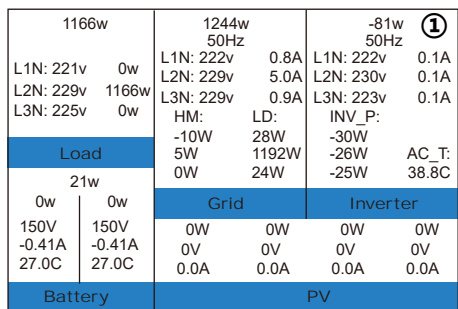 1166w
L1N: 221v 0w
L2N: 229v 1166w
L3N: 225v 0w
Load
1244w
50Hz
L1N: 222v 0.8A
L2N: 229v 5.0A
L3N: 229v 0.9A
HM: LD:
-10W 28W
5W 1192W
0W 24W
Grid
-81w ①
50Hz
L1N: 222v 0.1A
L2N: 230v 0.1A
L3N: 223v 0.1A
INV_P:
-30W
-26W AC_T:
-25W 38.8C
Inverter
21w
0w 0w
150V 150V
-0.41A -0.41A
27.0C 27.0C
Battery
0W 0W 0W 0W
0V 0V 0V 0V
0.0A 0.0A 0.0A 0.0A
PV